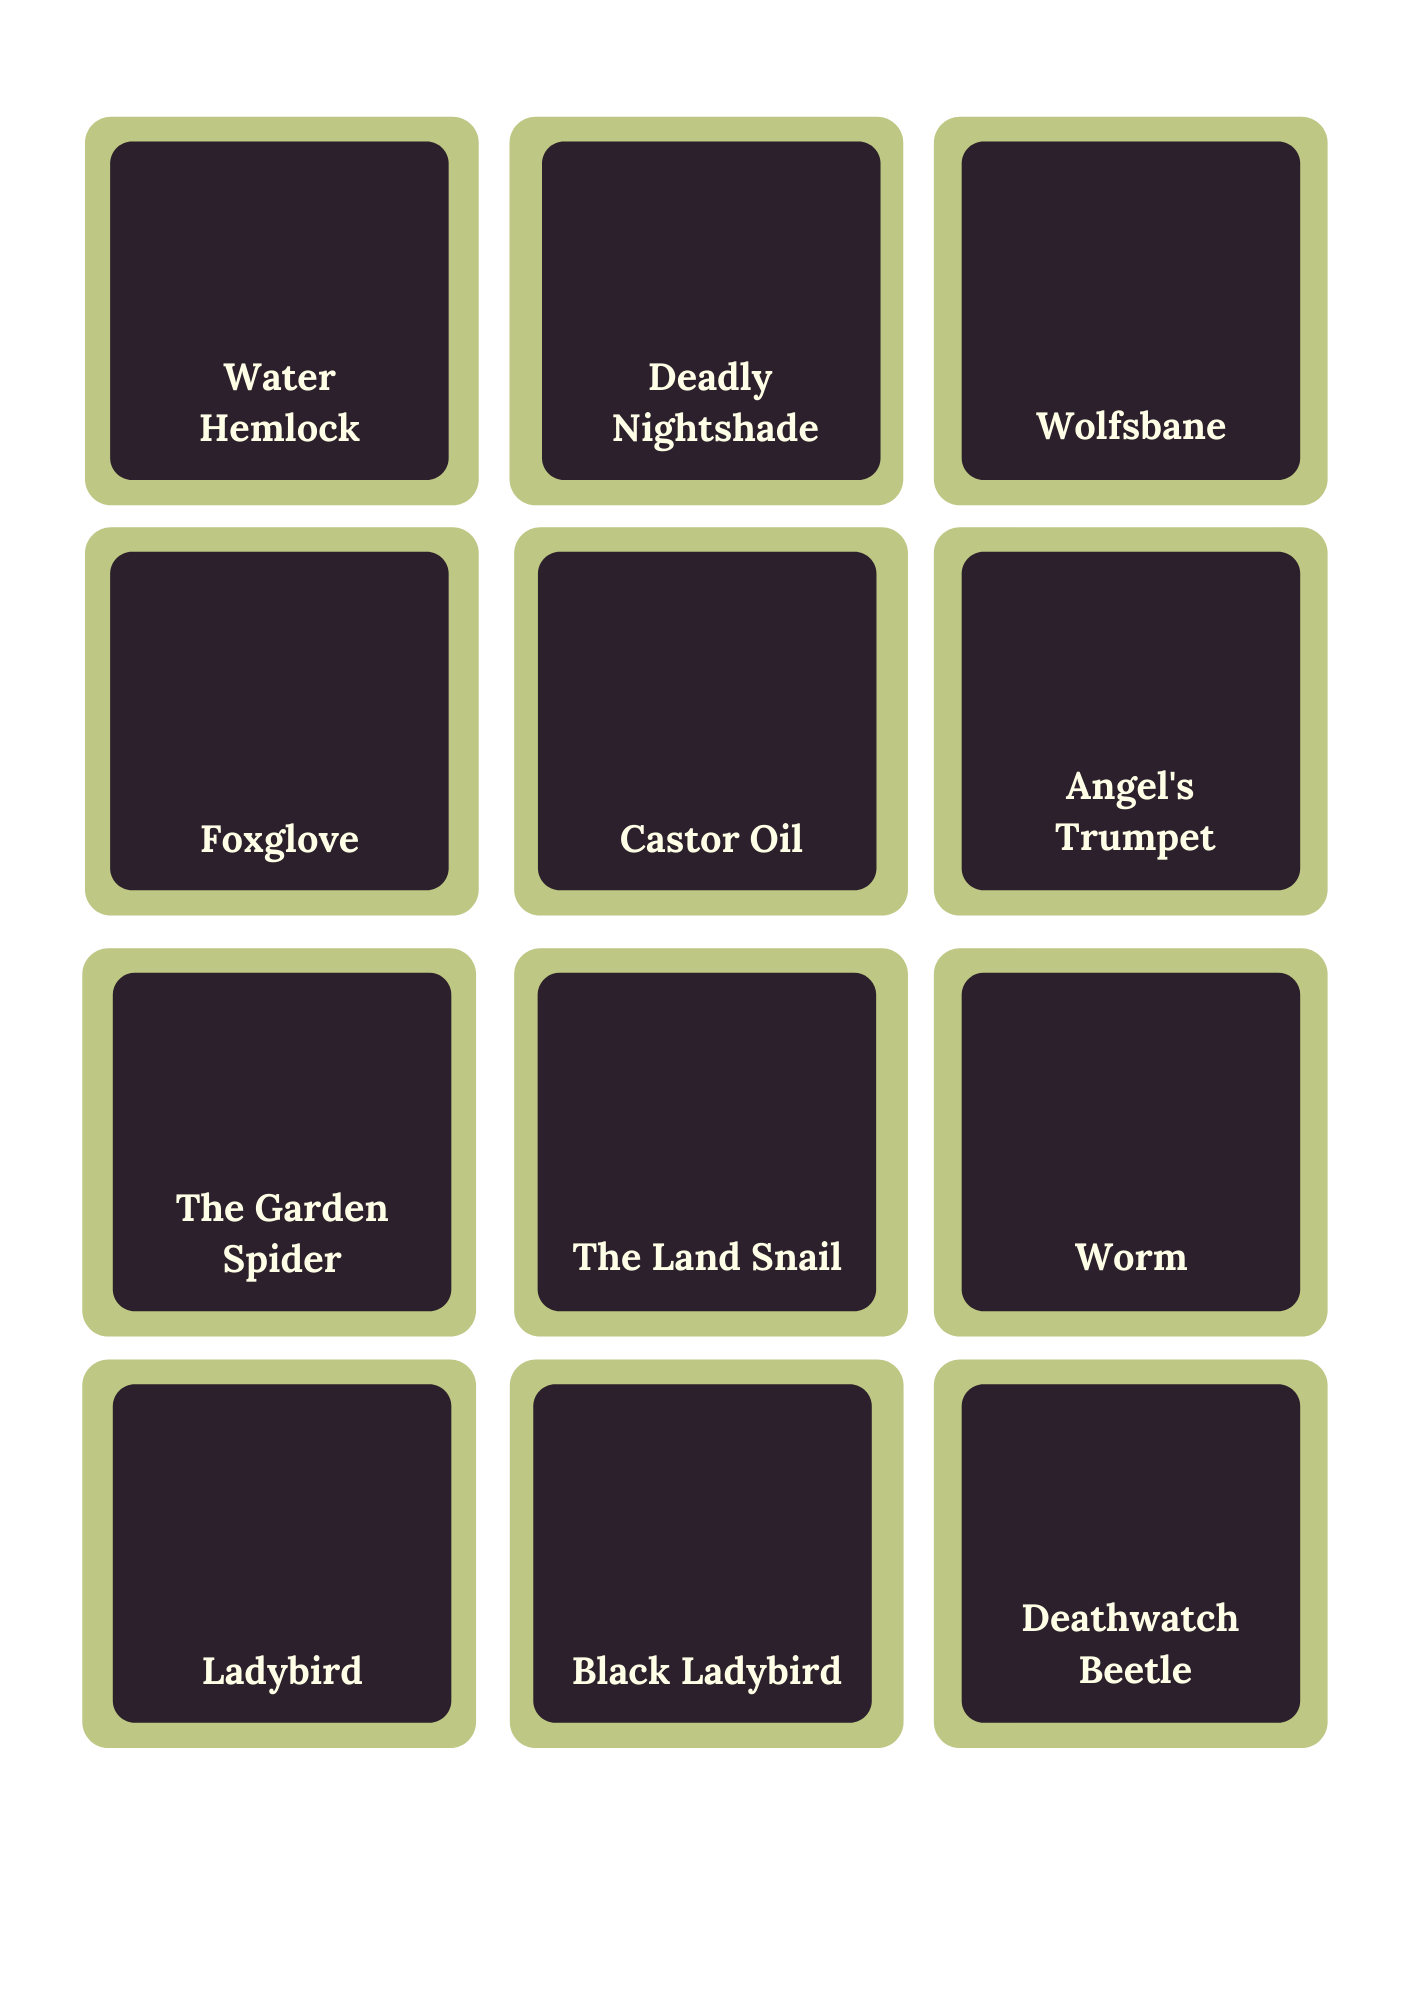 Water
Hemlock
Deadly
Nightshade
Wolfsbane
Foxglove
Castor Oil
Angel's
Trumpet
The Garden
Spider
The Land Snail
Worm
Ladybird
Black Ladybird
Deathwatch
Beetle